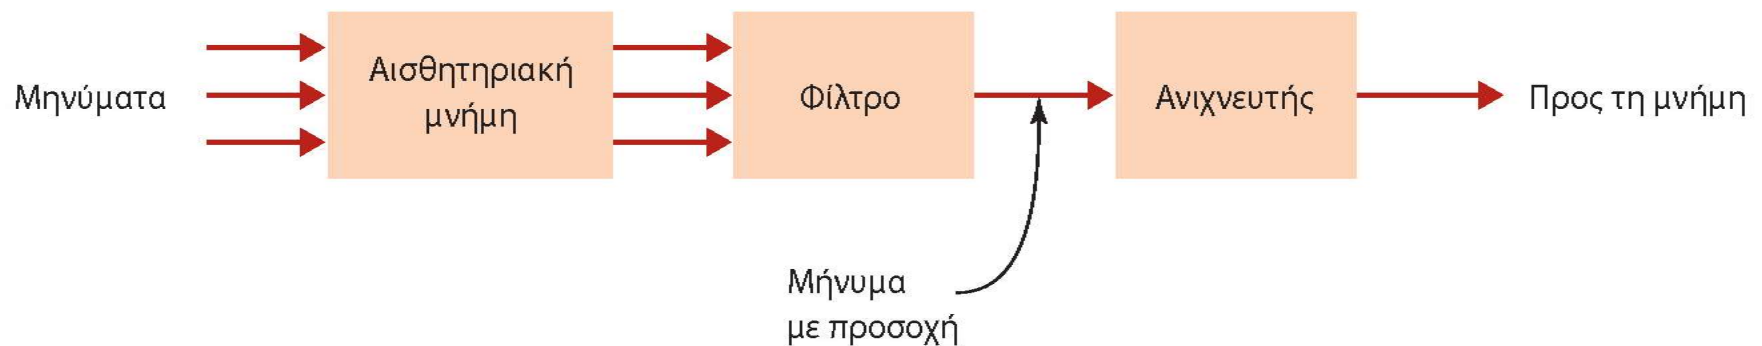 Μηνύματα
Αισθητηριακή
μνήμη
Φίλτρο
Ανιχνευτής
Προς τη μνήμη
Μήνυμα
με προσοχή